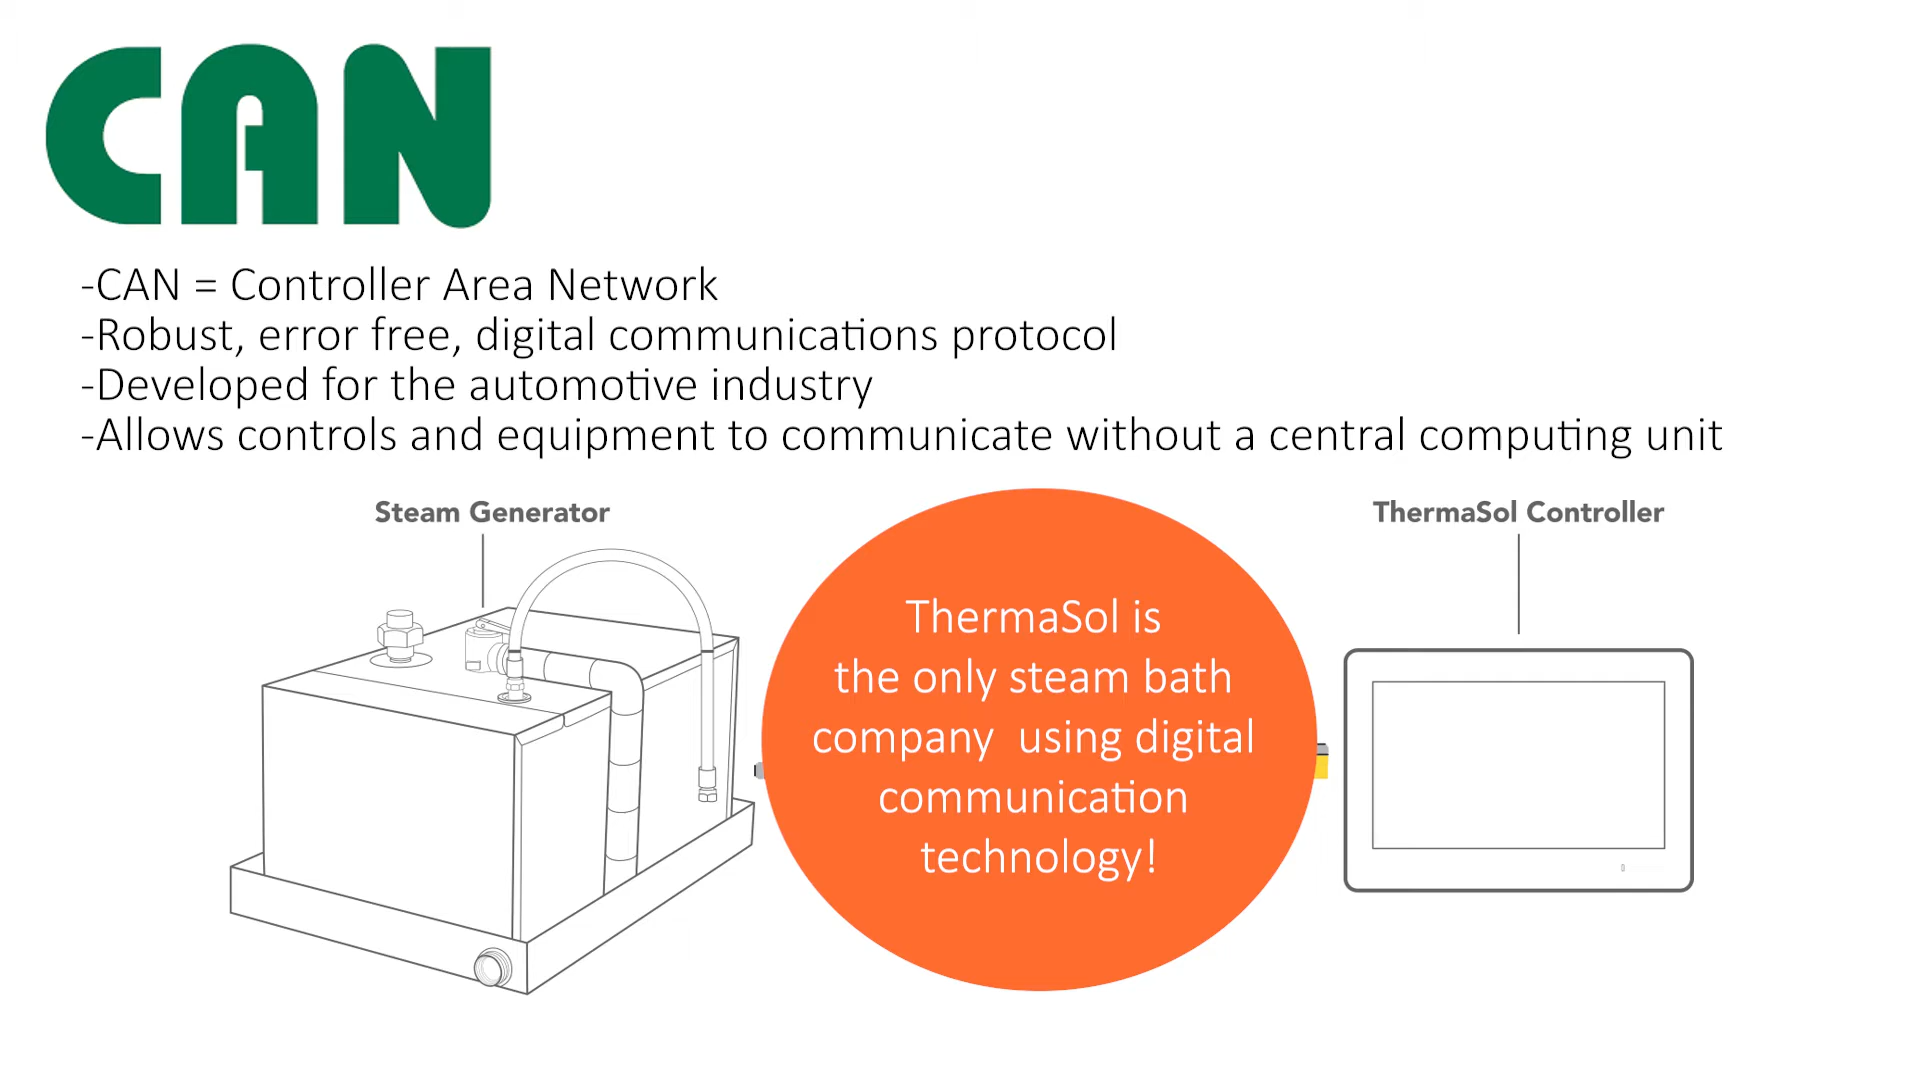 CAN
-CAN = Controller Area Network
-Robust, error free, digital communications protocol
-Developed for the automotive industry
-Allows controls and equipment to communicate without a central computing unit
Steam Generator
ThermaSol is
the only steam bath
company  using digital
communication
technology!
ThermaSol Controller